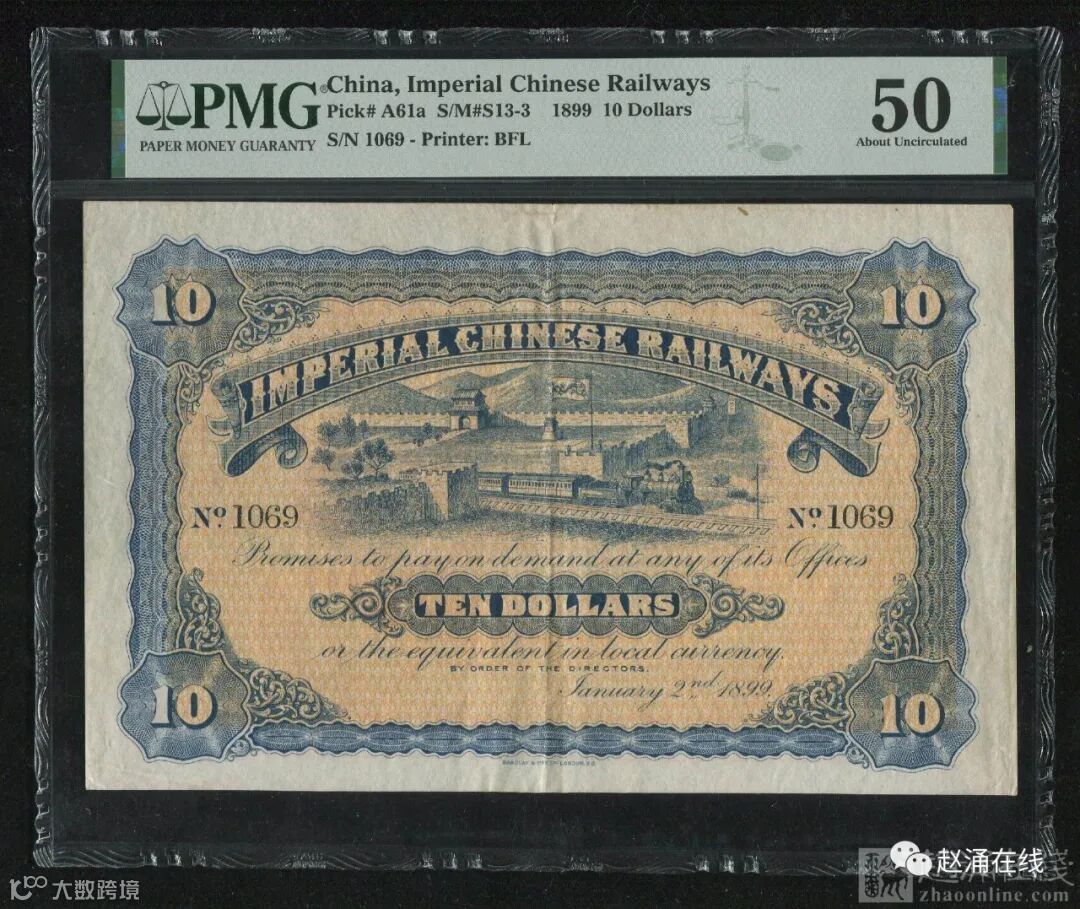 PMG
PAPER MONEY GUARANTY
China, Imperial Chinese Railways
Pick# A61a S/M#S13-3 1899 10 Dollars
S/N 1069 - Printer: BFL
50
About Uncirculated
10 10
IMPERIAL CHINESE RAILWAYS
No. 1069 No. 1069
Promises to pay on demand at any of its Offices
TEN DOLLARS
or the equivalent in local currency.
BY ORDER OF THE DIRECTORS.
January 2nd 1899.
10 10
大数跨境
赵涌在线
zhaoonline.com